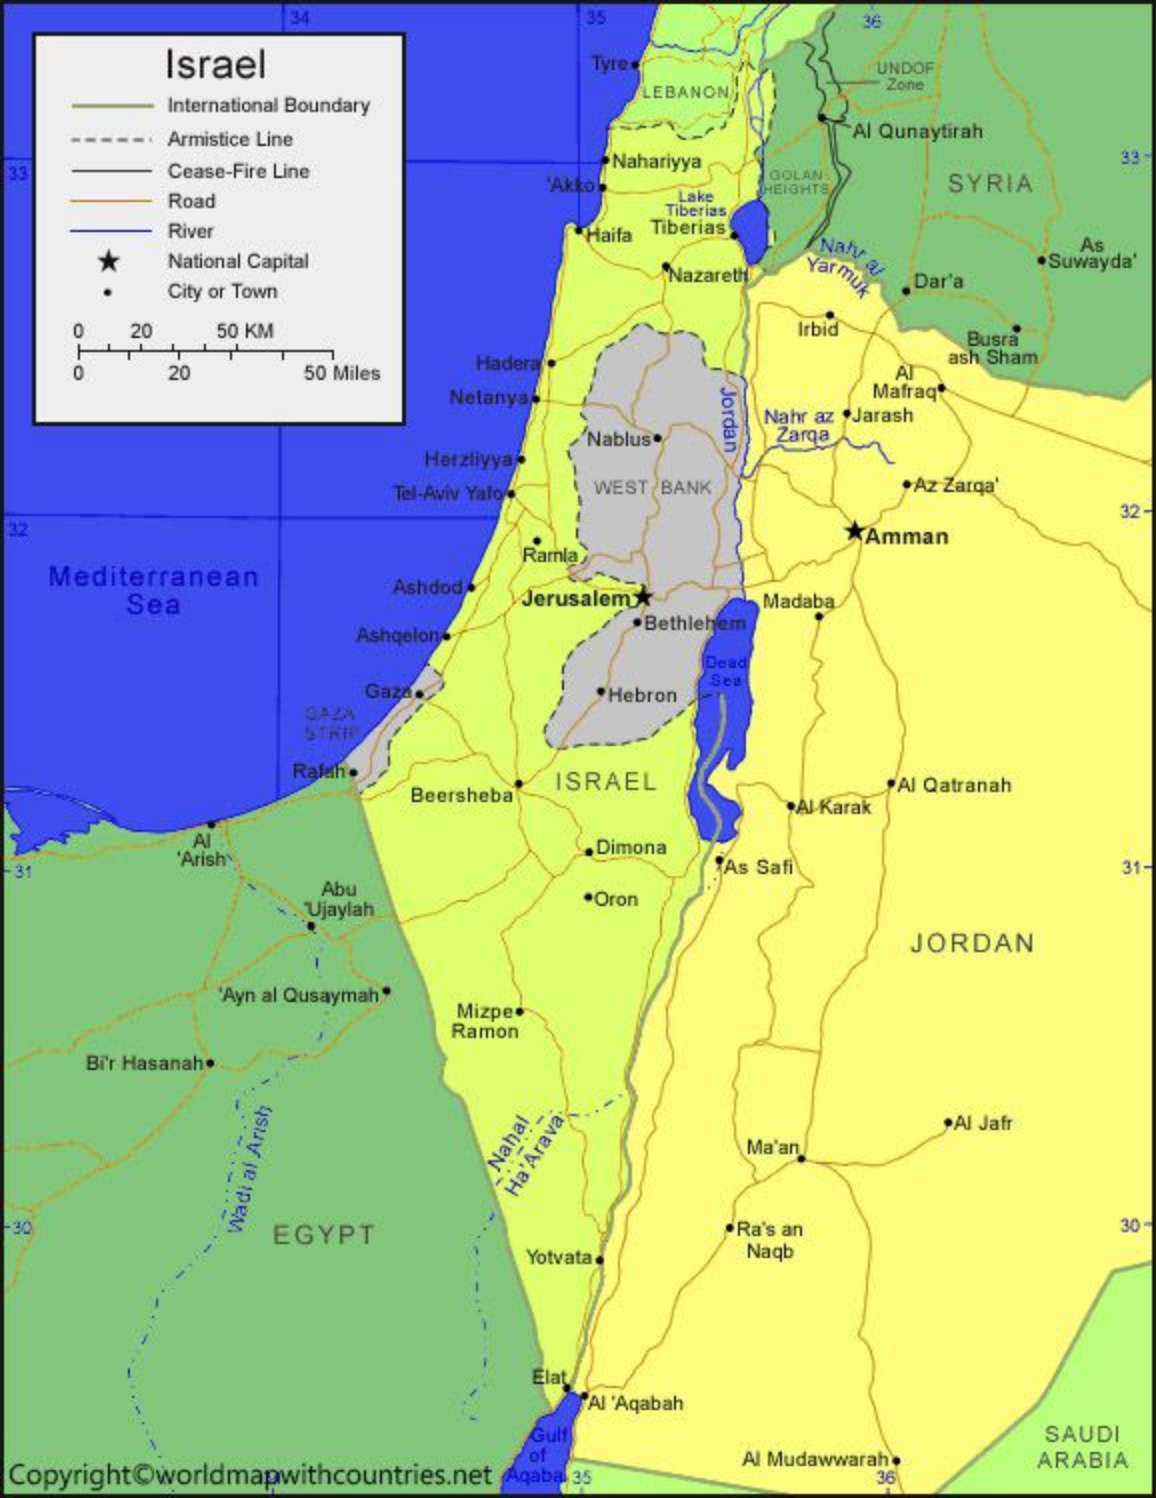 34
35
36
Israel
International Boundary
Armistice Line
Cease-Fire Line
Road
River
National Capital
City or Town
0 20 50 KM
0 20 50 Miles
Tyre
LEBANON
UNDOF
Zone
Al Qunaytirah
33
33
Nahariyya
'Akko
GOLAN
HEIGHTS
SYRIA
Lake
Tiberias
Tiberias
Haifa
Nazareth
Nahr al
Yarmuk
As
Suwayda'
Dar'a
Irbid
Busra
ash Sham
Hadera
Al
Mafraq
Netanya
Jordan
Nahr az
Zarqa
Jarash
Nablus
Herzliyya
WEST BANK
Tel-Aviv Yafo
Az Zarqa'
32
32
Amman
Ramla
Mediterranean
Sea
Ashdod
Jerusalem
Madaba
Bethlehem
Ashqelon
Dead
Sea
Gaza
Hebron
GAZA
STRIP
Rafah
ISRAEL
Beersheba
Al Qatranah
Al Karak
Al
'Arish
Dimona
31
31
As Safi
Abu
'Ujaylah
Oron
JORDAN
'Ayn al Qusaymah
Mizpe
Ramon
Bi'r Hasanah
Wadi al Arish
Nahal
Ha'Arava
Al Jafr
Ma'an
30
30
EGYPT
Ra's an
Naqb
Yotvata
Elat
Al 'Aqabah
Gulf
of
Aqaba
SAUDI
ARABIA
Al Mudawwarah
Copyright©worldmapwithcountries.net
34
35
36